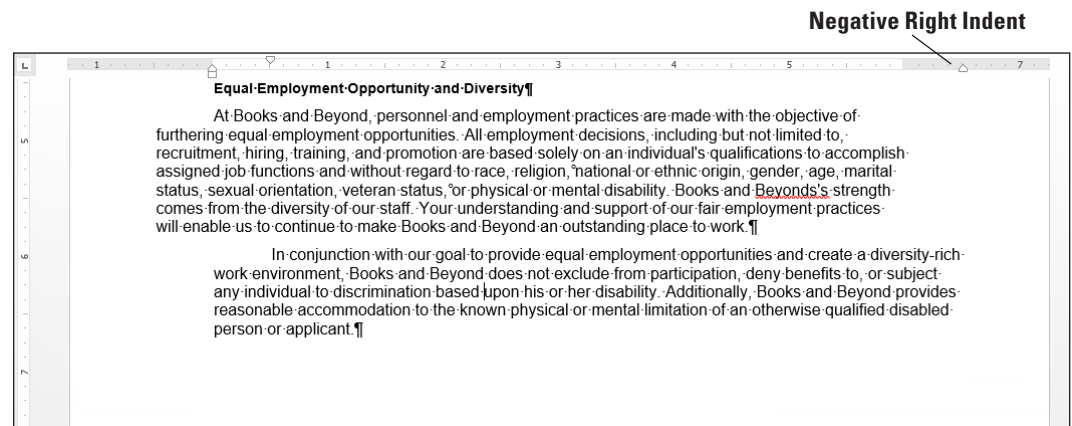 Negative Right Indent
1 1 2 3 4 5 7
Equal·Employment·Opportunity·and·Diversity¶
At·Books·and·Beyond,·personnel·and·employment·practices·are·made·with·the·objective·of·
furthering·equal·employment·opportunities.·All·employment·decisions,·including·but·not·limited·to,·
recruitment,·hiring,·training,·and·promotion·are·based·solely·on·an·individual's·qualifications·to·accomplish·
assigned·job·functions·and·without·regard·to·race,·religion,°national·or·ethnic·origin,·gender,·age,·marital·
status,·sexual·orientation,·veteran·status,°or·physical·or·mental·disability.·Books·and·Beyonds's·strength·
comes·from·the·diversity·of·our·staff.·Your·understanding·and·support·of·our·fair·employment·practices·
will·enable·us·to·continue·to·make·Books·and·Beyond·an·outstanding·place·to·work.¶
In·conjunction·with·our·goal·to·provide·equal·employment·opportunities·and·create·a·diversity-rich·
work·environment,·Books·and·Beyond·does·not·exclude·from·participation,·deny·benefits·to,·or·subject·
any·individual·to·discrimination·based·upon·his·or·her·disability.·Additionally,·Books·and·Beyond·provides·
reasonable·accommodation·to·the·known·physical·or·mental·limitation·of·an·otherwise·qualified·disabled·
person·or·applicant.¶
5
6
7